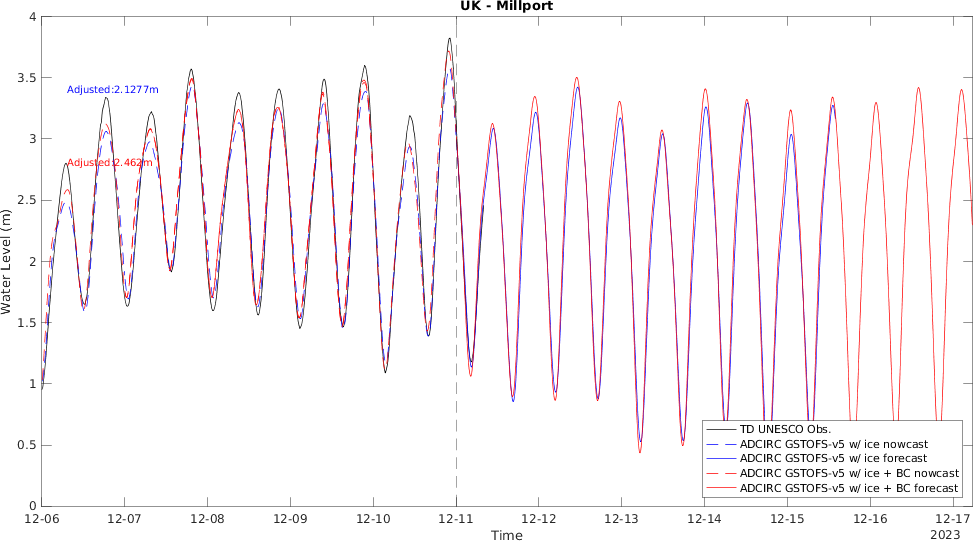 UK - Millport
4
3.5
3
2.5
2
1.5
1
0.5
0
Water Level (m)
Adjusted:2.1277m
Adjusted:2.462m
TD UNESCO Obs.
ADCIRC GSTOFS-v5 w/ ice nowcast
ADCIRC GSTOFS-v5 w/ ice forecast
ADCIRC GSTOFS-v5 w/ ice + BC nowcast
ADCIRC GSTOFS-v5 w/ ice + BC forecast
12-06 12-07 12-08 12-09 12-10 12-11 12-12 12-13 12-14 12-15 12-16 12-17
Time
2023